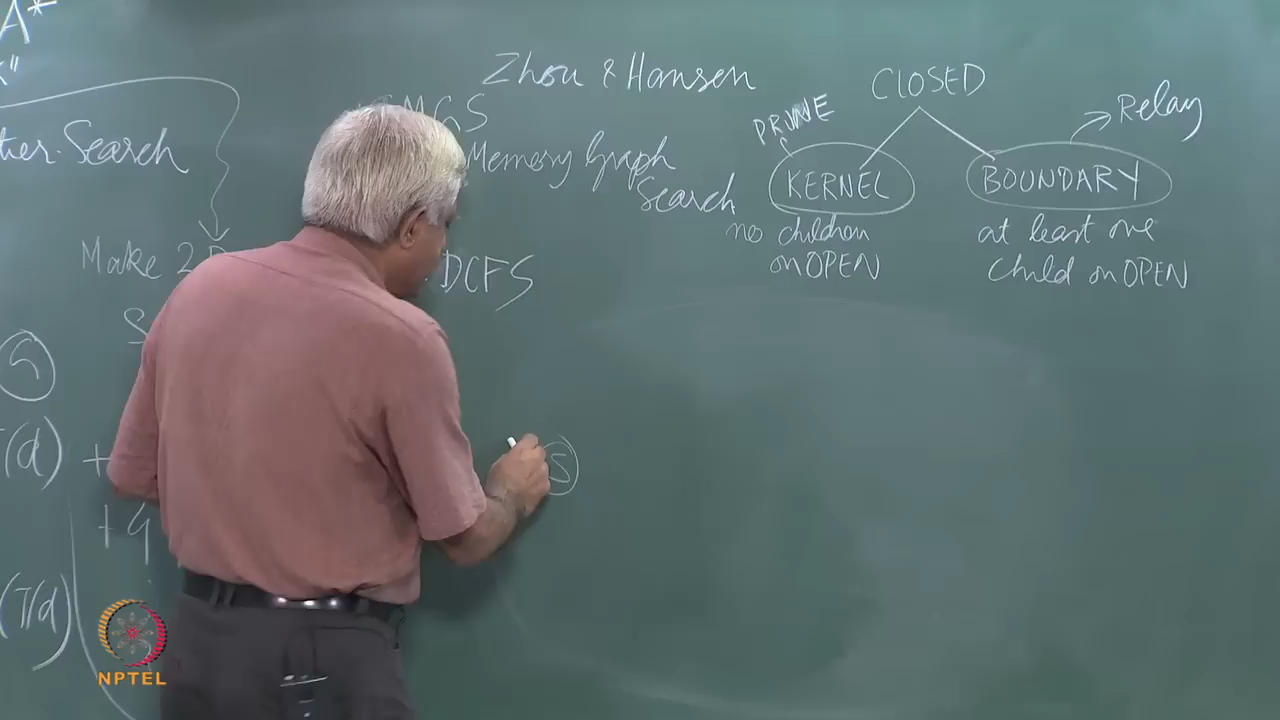 A*
Search
Make 2
S
(d)
+
+ G
(T/d)
Zhou & Hansen
MGS
Memory Graph
Search
DCFS
S
CLOSED
PRUNE
Relay
KERNEL
BOUNDARY
no children
on OPEN
at least one
child on OPEN
NPTEL